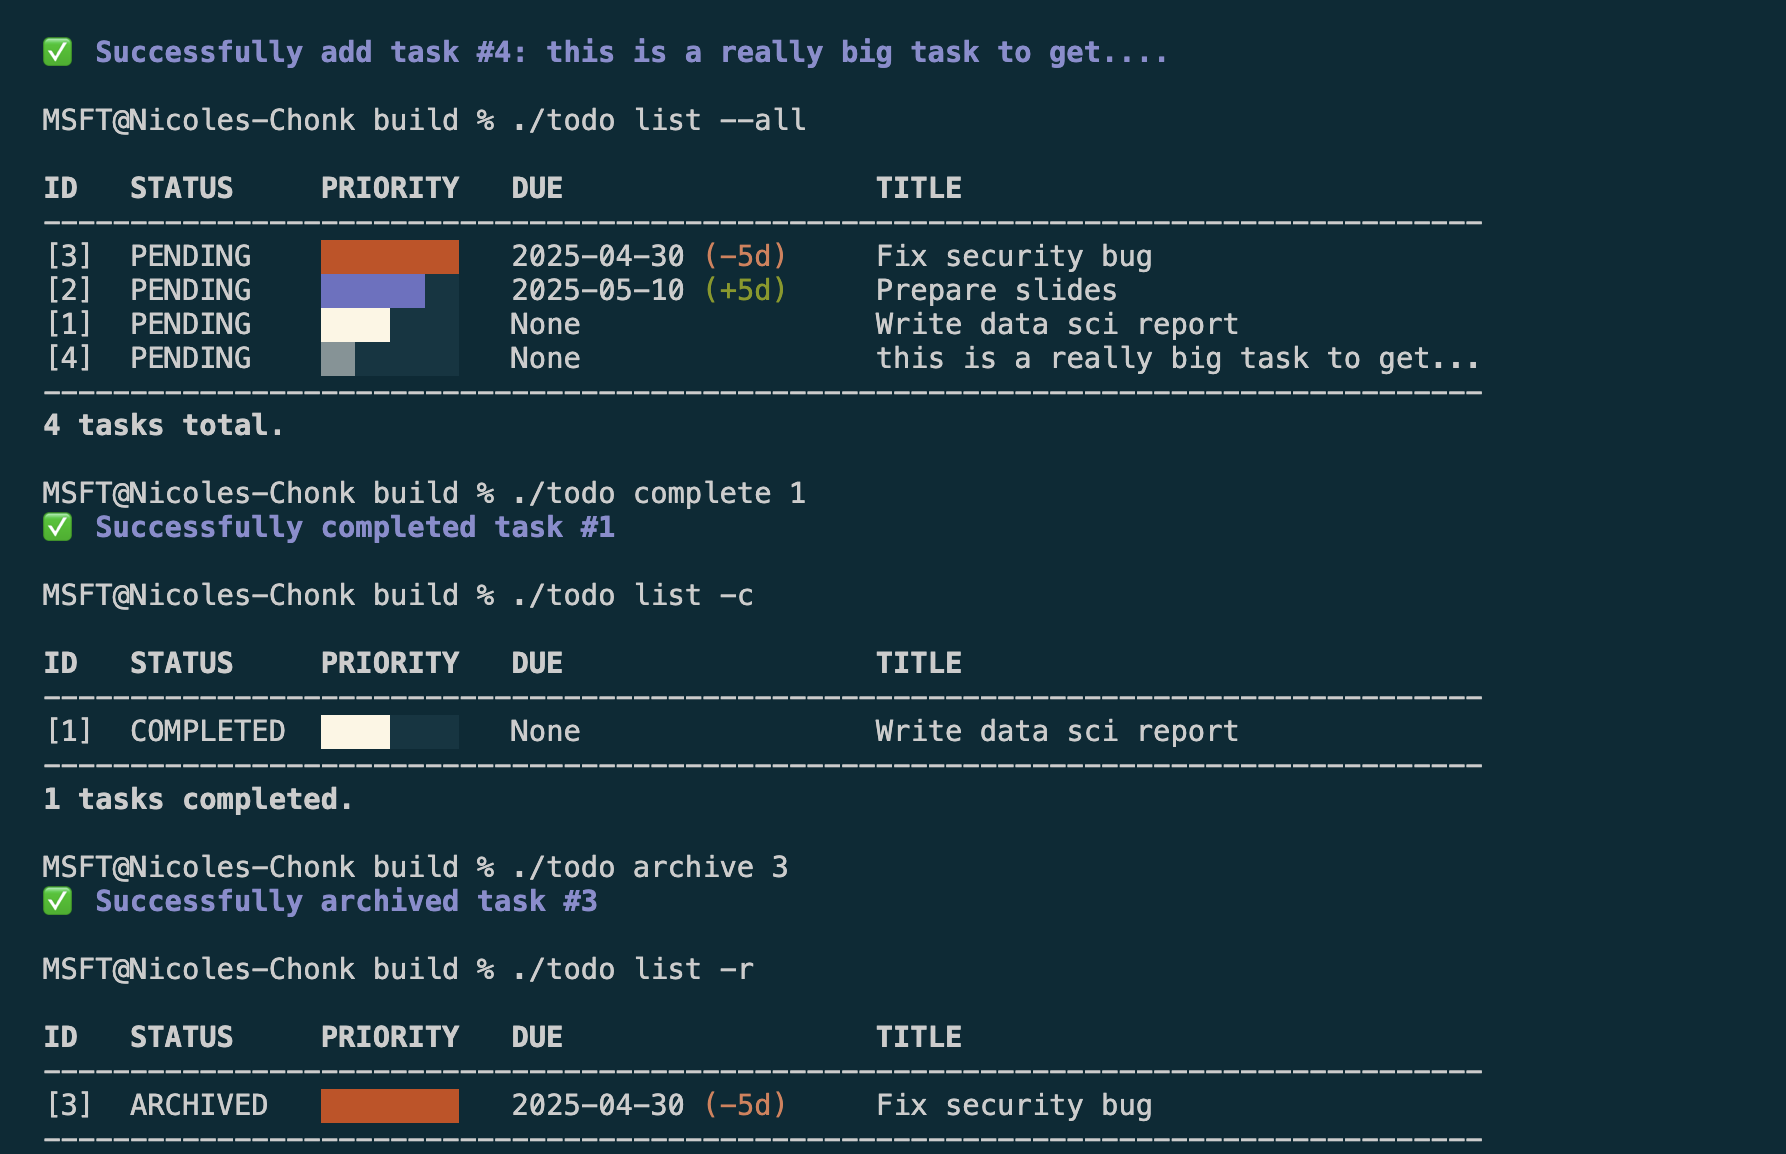 ✅ Successfully add task #4: this is a really big task to get....
MSFT@Nicoles-Chonk build % ./todo list --all
ID STATUS PRIORITY DUE TITLE
-----------------------------------------------------------------------------------
[3] PENDING 2025-04-30 (-5d) Fix security bug
[2] PENDING 2025-05-10 (+5d) Prepare slides
[1] PENDING None Write data sci report
[4] PENDING None this is a really big task to get...
-----------------------------------------------------------------------------------
4 tasks total.
MSFT@Nicoles-Chonk build % ./todo complete 1
✅ Successfully completed task #1
MSFT@Nicoles-Chonk build % ./todo list -c
ID STATUS PRIORITY DUE TITLE
-----------------------------------------------------------------------------------
[1] COMPLETED None Write data sci report
-----------------------------------------------------------------------------------
1 tasks completed.
MSFT@Nicoles-Chonk build % ./todo archive 3
✅ Successfully archived task #3
MSFT@Nicoles-Chonk build % ./todo list -r
ID STATUS PRIORITY DUE TITLE
-----------------------------------------------------------------------------------
[3] ARCHIVED 2025-04-30 (-5d) Fix security bug
-----------------------------------------------------------------------------------